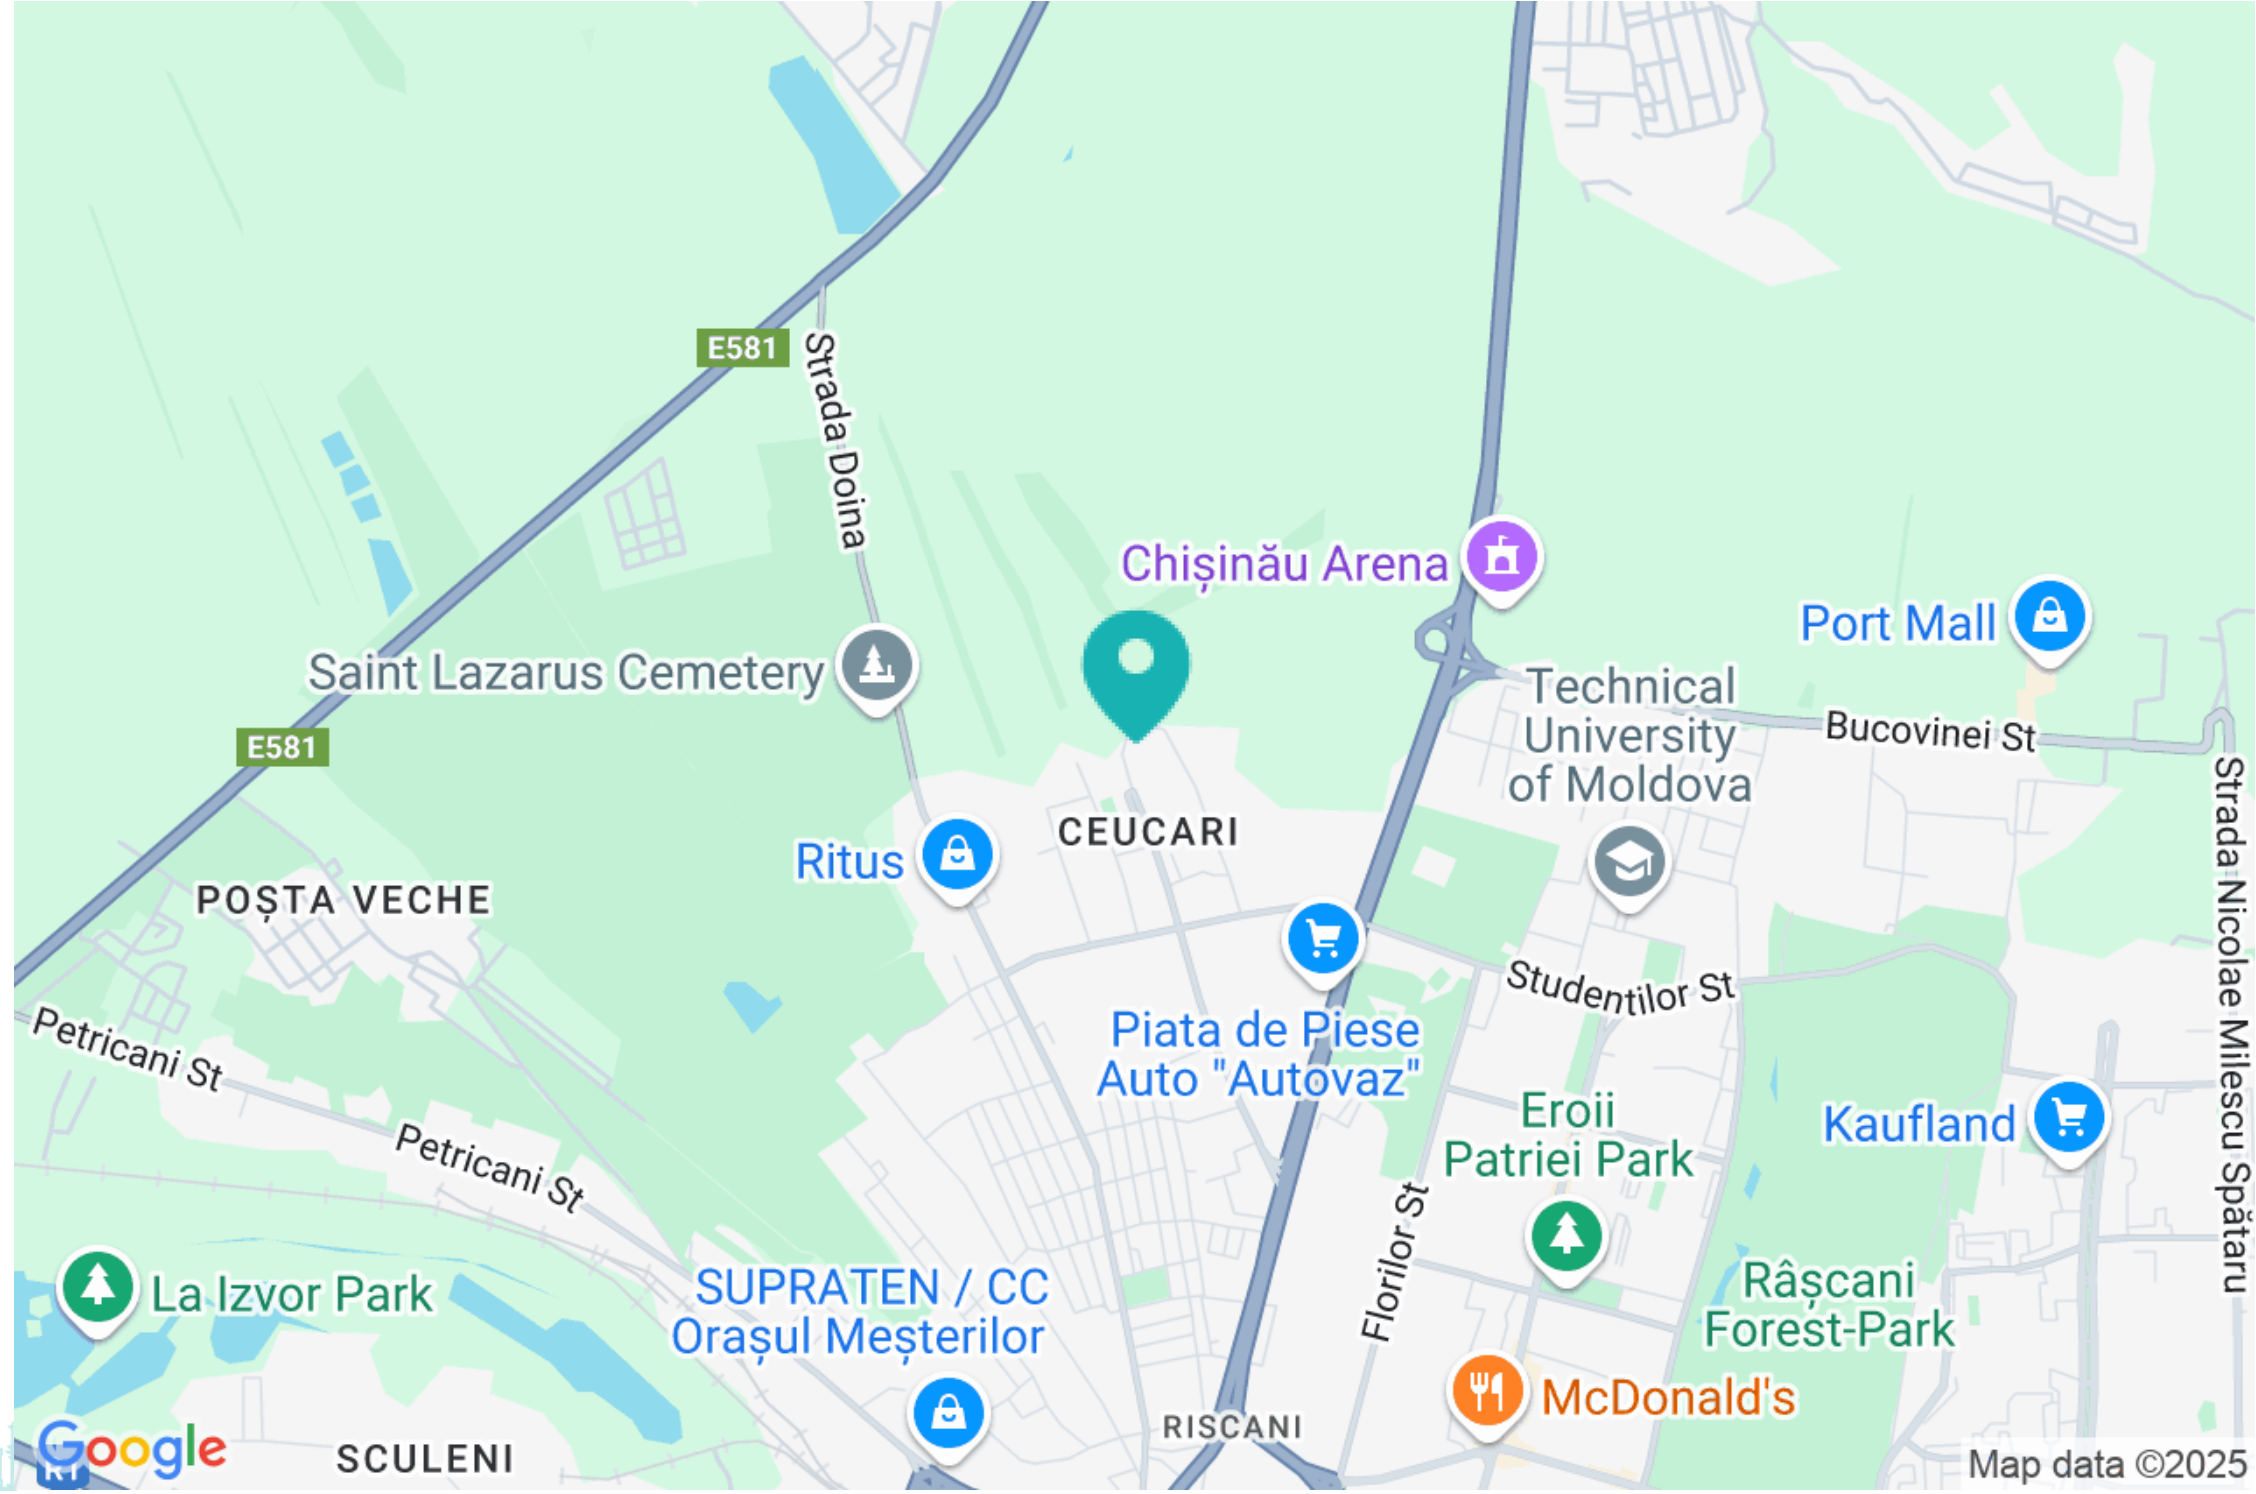 E581
Strada Doina
Chișinău Arena
Port Mall
Saint Lazarus Cemetery
Technical
University
of Moldova
Bucovinei St
E581
Strada Nicolae Milescu Spătaru
CEUCARI
Ritus
POȘTA VECHE
Studentilor St
Petricani St
Piata de Piese
Auto "Autovaz"
Eroii
Patriei Park
Kaufland
Petricani St
Florilor St
La Izvor Park
SUPRATEN / CC
Orașul Meșterilor
Râșcani
Forest-Park
McDonald's
RISCANI
Google
R1
SCULENI
Map data ©2025